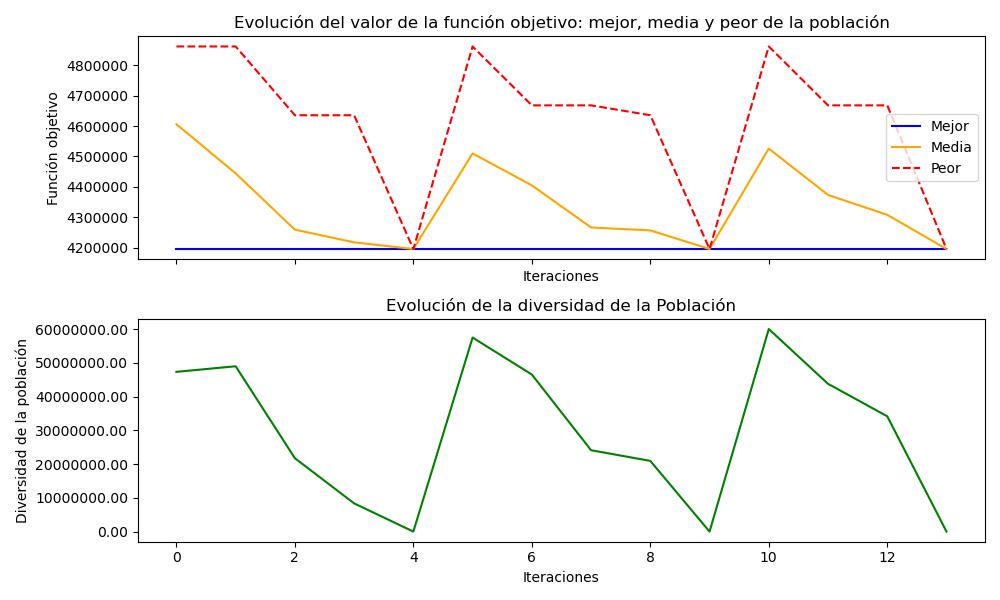 Evolución del valor de la función objetivo: mejor, media y peor de la población
Función objetivo
4800000
4700000
4600000
4500000
4400000
4300000
4200000
Mejor
Media
Peor
Iteraciones
Evolución de la diversidad de la Población
Diversidad de la población
60000000.00
50000000.00
40000000.00
30000000.00
20000000.00
10000000.00
0.00
0 2 4 6 8 10 12
Iteraciones